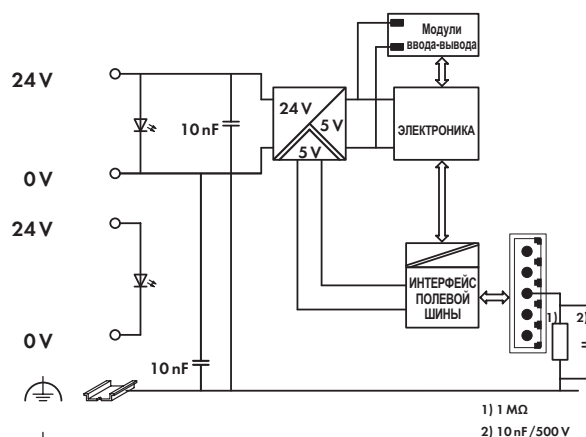 Модули
ввода-вывода
24 V
10 nF
24 V
5 V
5 V
ЭЛЕКТРОНИКА
0 V
24 V
ИНТЕРФЕЙС
ПОЛЕВОЙ
ШИНЫ
1)
2)
0 V
10 nF
1) 1 MΩ
2) 10 nF/500 V